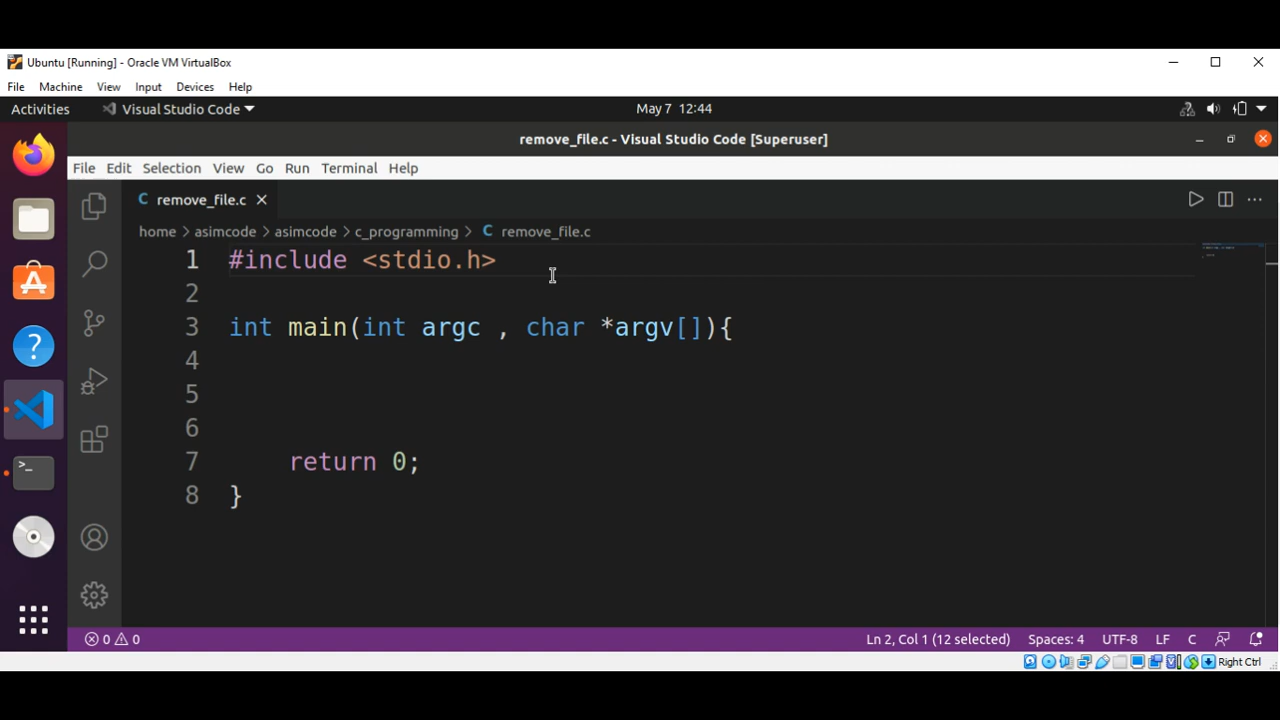 Ubuntu [Running] - Oracle VM VirtualBox
File Machine View Input Devices Help
Activities Visual Studio Code May 7 12:44
remove_file.c - Visual Studio Code [Superuser]
File Edit Selection View Go Run Terminal Help
C remove_file.c
home > asimcode > asimcode > c_programming > C remove_file.c
1 #include <stdio.h>
2
3 int main(int argc , char *argv[]){
4
5
6
7 return 0;
8 }
0 0 Ln 2, Col 1 (12 selected) Spaces: 4 UTF-8 LF C
Right Ctrl